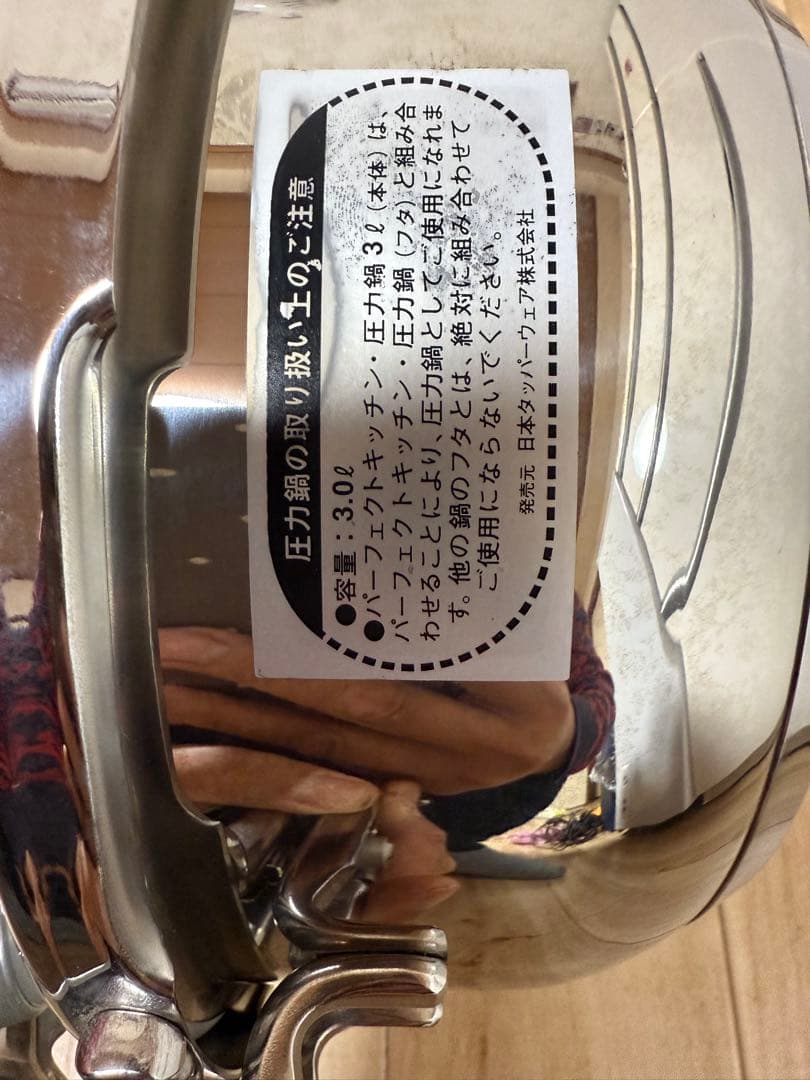 圧力鍋の取り扱い上のご注意
●容量：3.0ℓ
●パーフェクトキッチン・圧力鍋3ℓ（本体）は、
パーフェクトキッチン・圧力鍋（フタ）と組み合
わせることにより、圧力鍋としてご使用になれま
す。他の鍋のフタとは、絶対に組み合わせて
ご使用にならないでください。
発売元 日本タッパーウェア株式会社